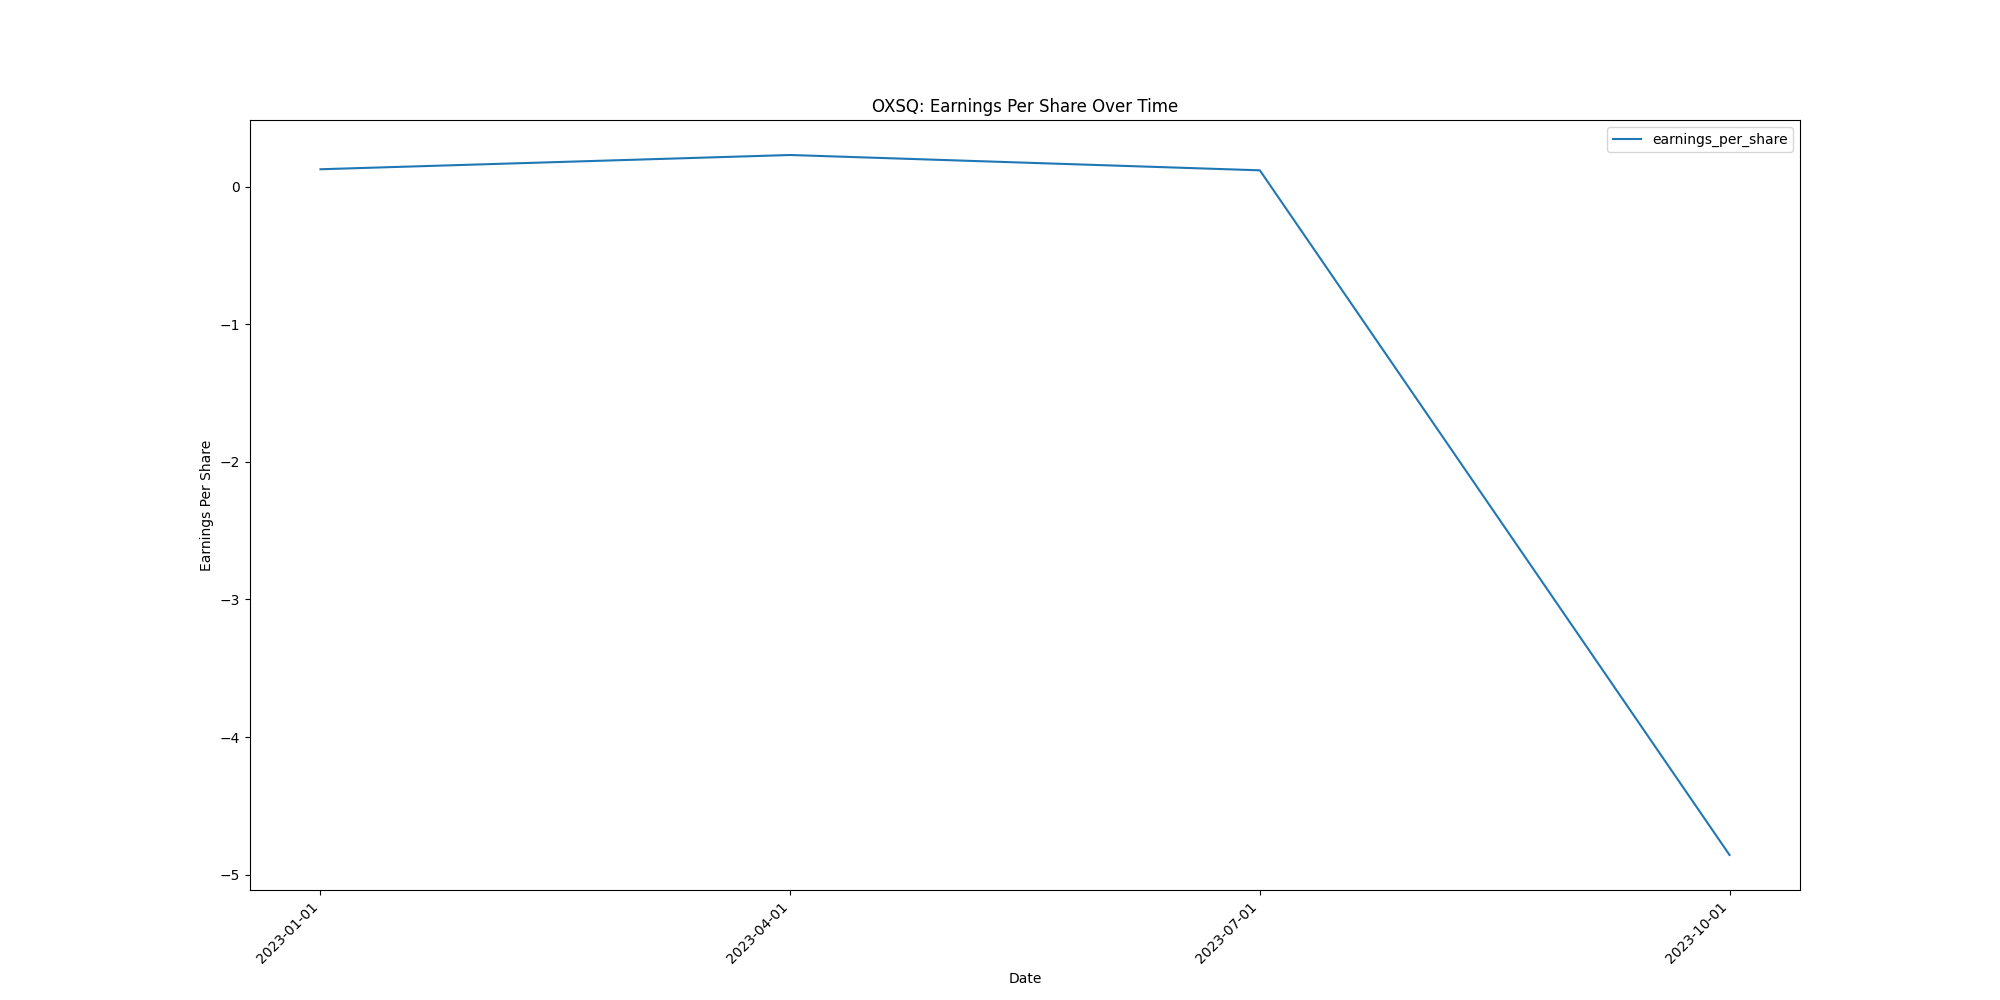 OXSQ: Earnings Per Share Over Time
earnings_per_share
Earnings Per Share
0
−1
−2
−3
−4
−5
2023-01-01
2023-04-01
2023-07-01
2023-10-01
Date